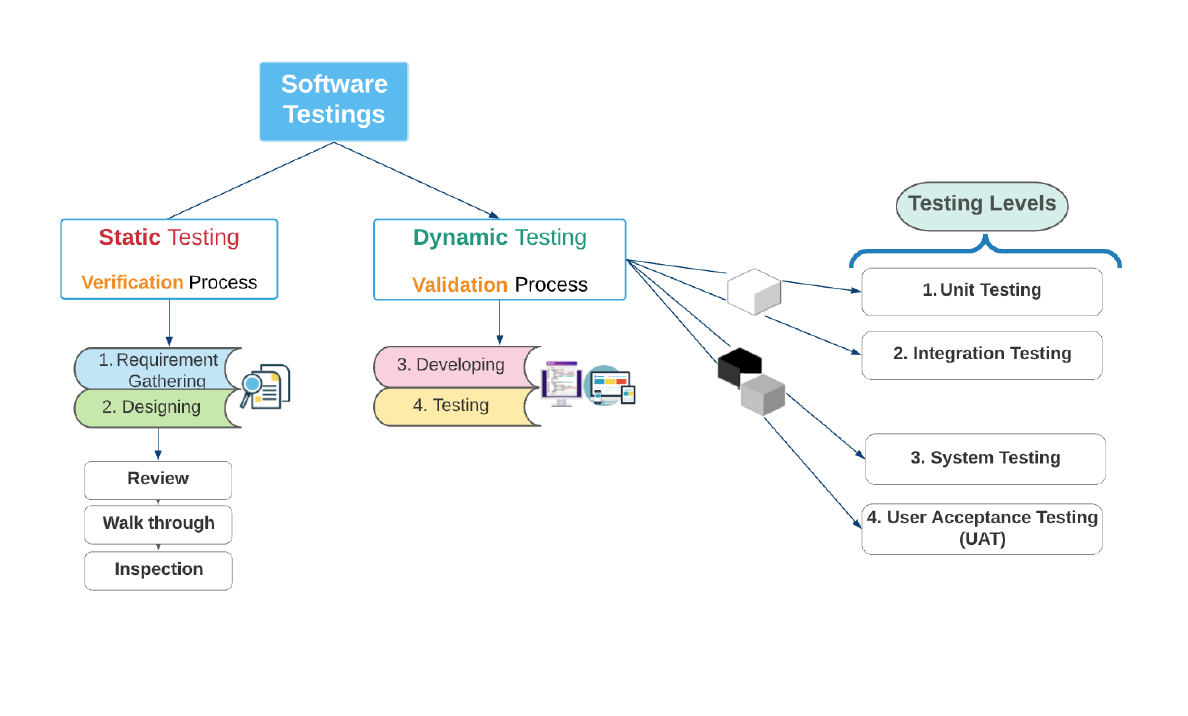 Software
Testings
Static Testing
Verification Process
1. Requirement
Gathering
2. Designing
Review
Walk through
Inspection
Dynamic Testing
Validation Process
3. Developing
4. Testing
Testing Levels
1. Unit Testing
2. Integration Testing
3. System Testing
4. User Acceptance Testing
(UAT)